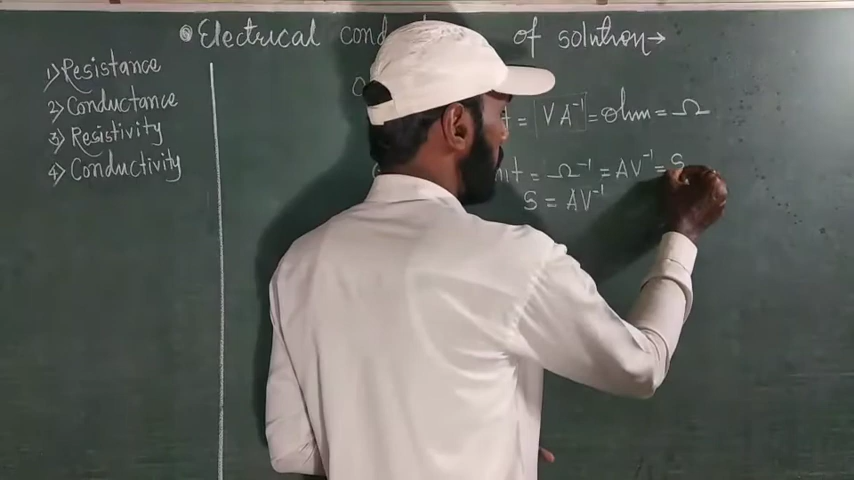 Electrical cond of solution →
1) Resistance
2) Conductance
3) Resistivity
4) Conductivity
= VA⁻¹ = Ohm = Ω
= Ω⁻¹ = AV⁻¹ = S
S = AV⁻¹